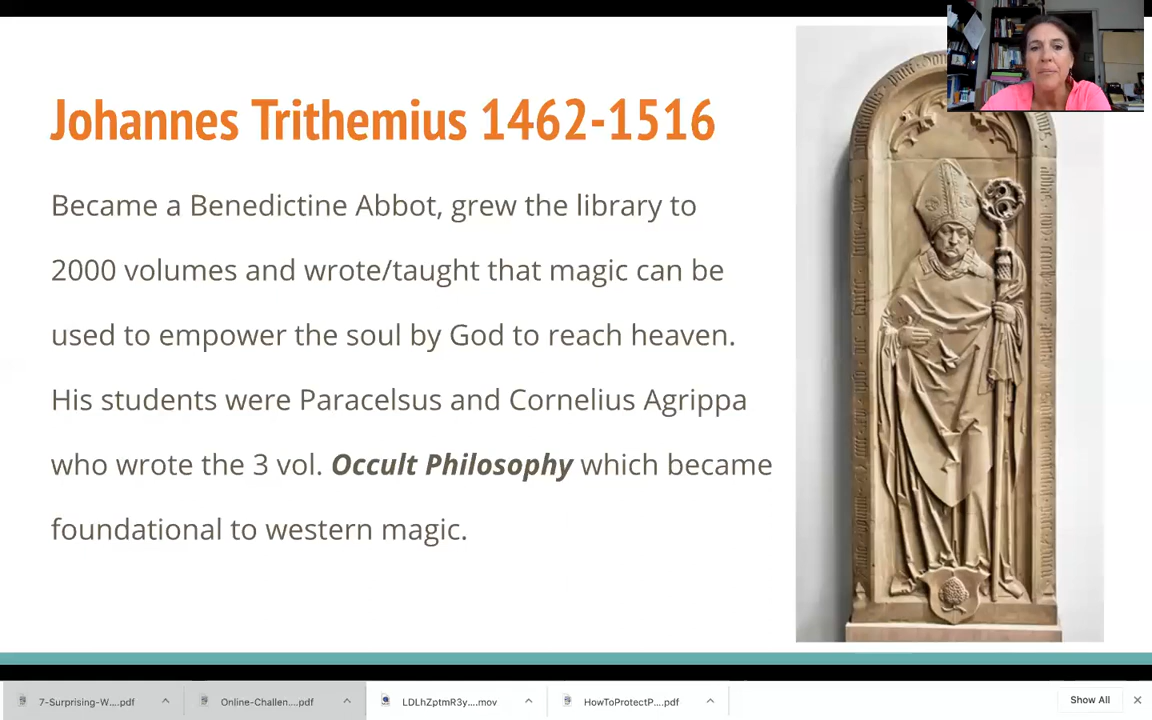 Johannes Trithemius 1462-1516
Became a Benedictine Abbot, grew the library to
2000 volumes and wrote/taught that magic can be
used to empower the soul by God to reach heaven.
His students were Paracelsus and Cornelius Agrippa
who wrote the 3 vol. Occult Philosophy which became
foundational to western magic.
7-Surprising-W....pdf
Online-Challen....pdf
LDLhZptmR3y....mov
HowToProtectP....pdf
Show All